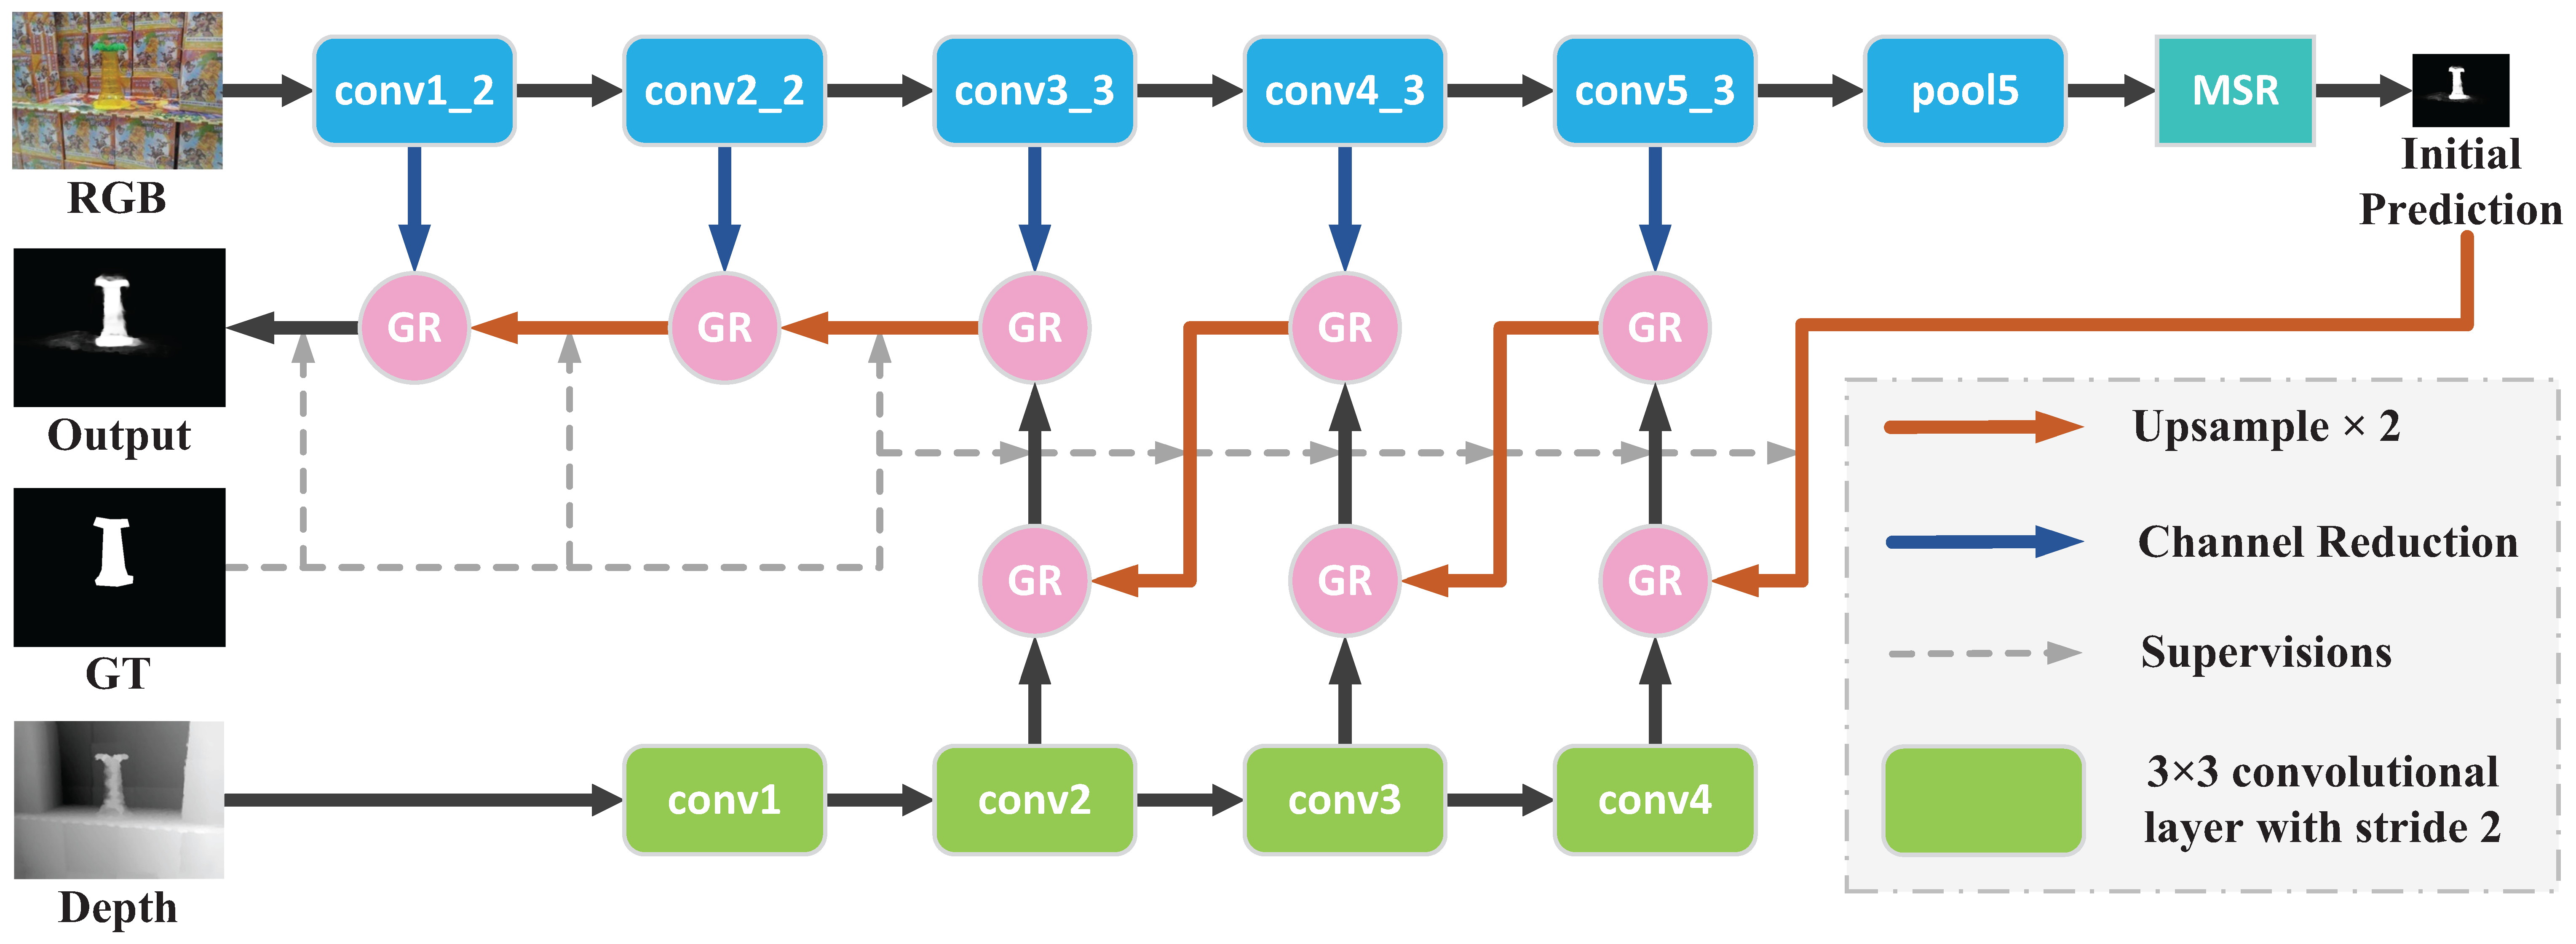 conv1_2
conv2_2
conv3_3
conv4_3
conv5_3
pool5
MSR
RGB
Initial
Prediction
GR
GR
GR
GR
GR
Output
Upsample × 2
Channel Reduction
GR
GR
GR
GT
Supervisions
Depth
conv1
conv2
conv3
conv4
3×3 convolutional
layer with stride 2